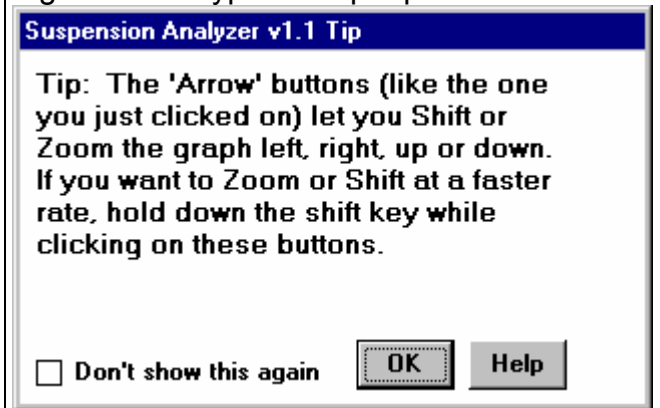 Suspension Analyzer v1.1 Tip
Tip:  The 'Arrow' buttons (like the one
you just clicked on) let you Shift or
Zoom the graph left, right, up or down.
If you want to Zoom or Shift at a faster
rate, hold down the shift key while
clicking on these buttons.
Don't show this again
OK
Help